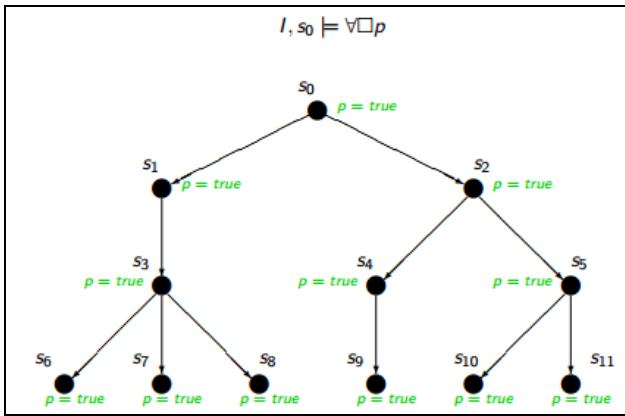 I, s₀ ⊨ ∀□p
s₀
p = true
s₁
p = true
s₂
p = true
s₃
p = true
s₄
p = true
s₅
p = true
s₆
s₇
s₈
s₉
s₁₀
s₁₁
p = true
p = true
p = true
p = true
p = true
p = true